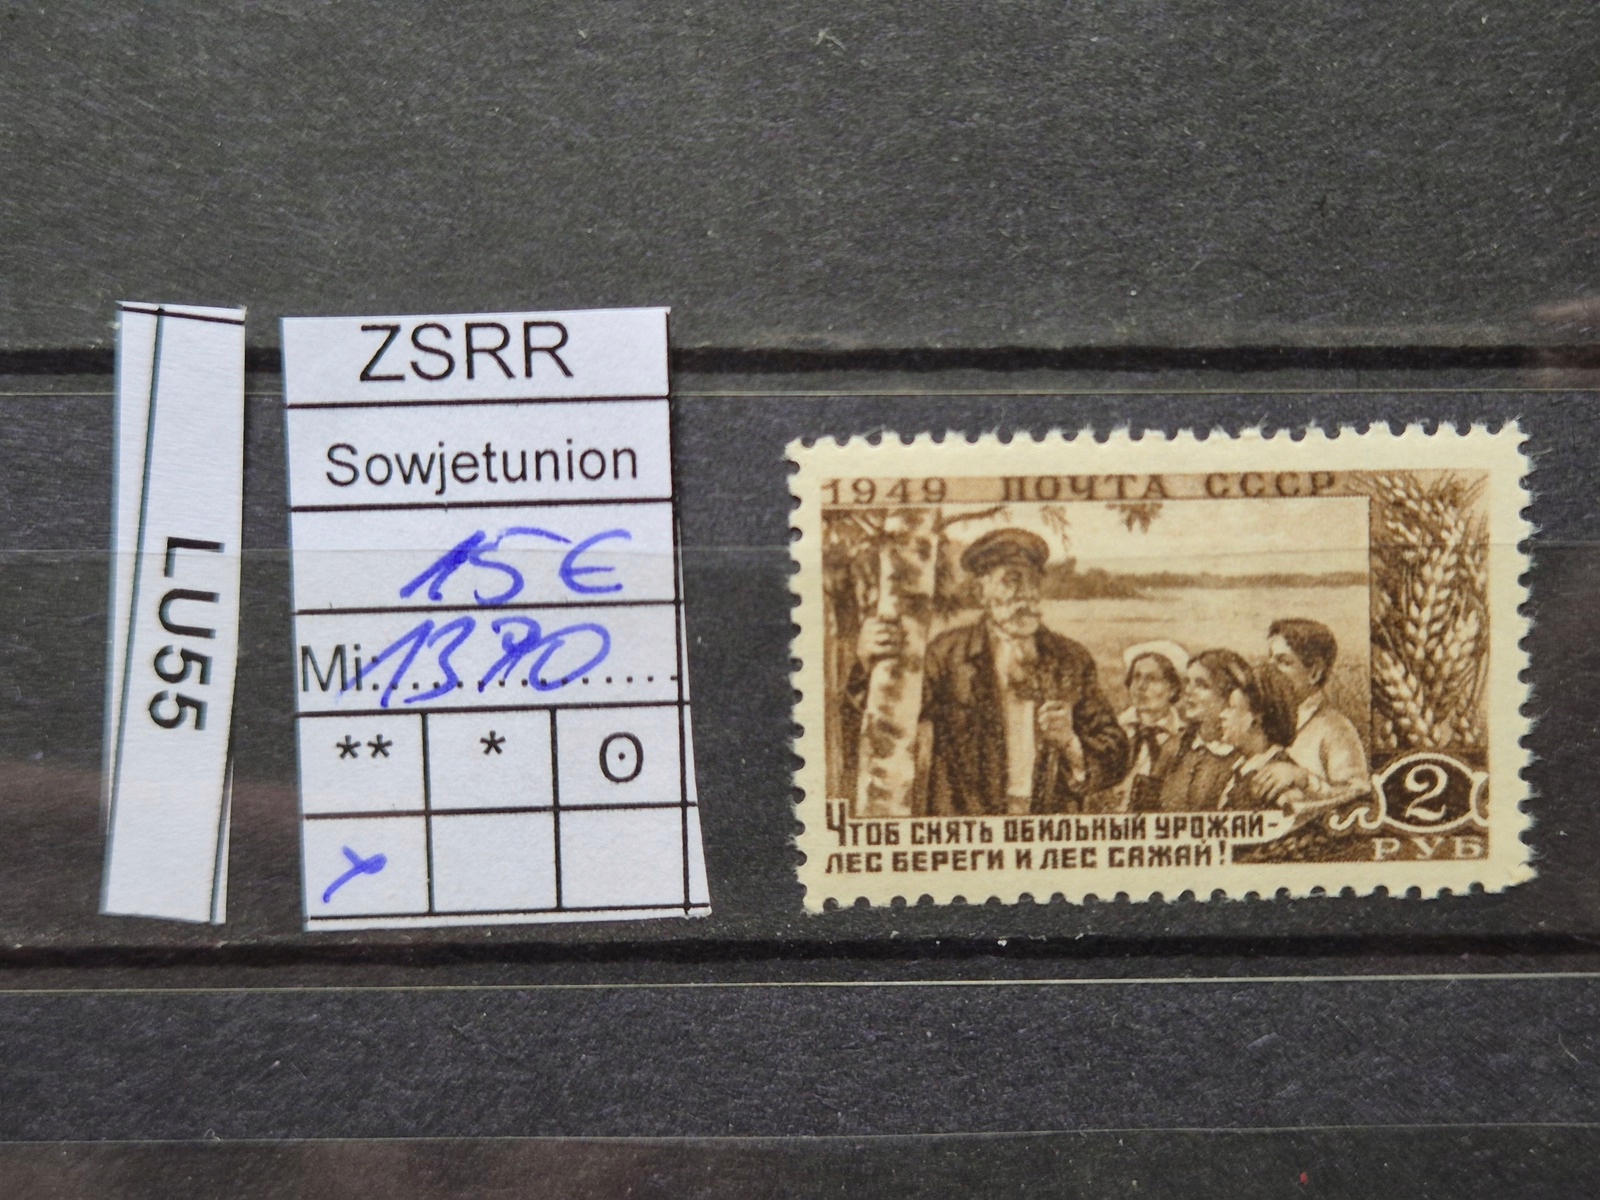 LU55
ZSRR
Sowjetunion
15€
Mi: 1370
** * ʘ
x
1949 ПОЧТА СССР
ЧТОБ СНЯТЬ ОБИЛЬНЫЙ УРОЖАЙ-
ЛЕС БЕРЕГИ И ЛЕС САЖАЙ!
2
РУБ